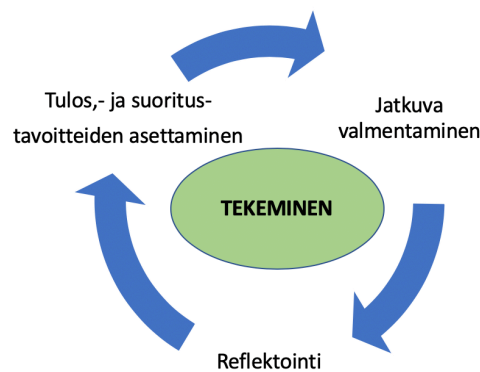 Tulos,- ja suoritus-
tavoitteiden asettaminen
Jatkuva
valmentaminen
TEKEMINEN
Reflektointi